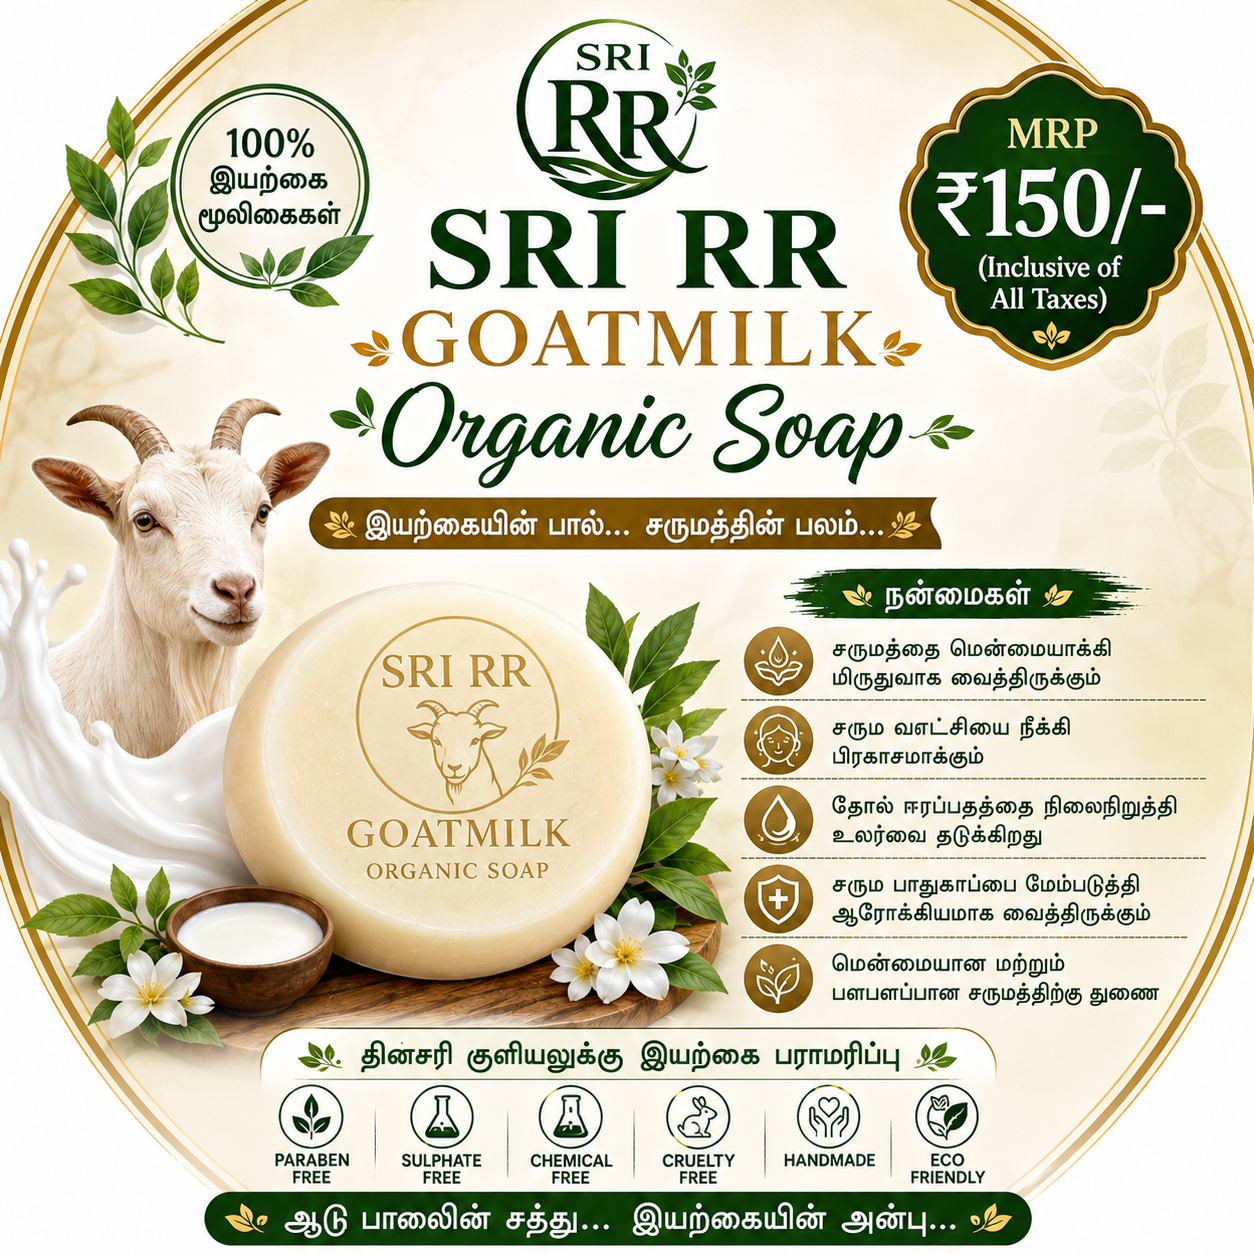 SRI
RR
100%
இயற்கை
மூலிகைகள்
MRP
₹150/-
(Inclusive of
All Taxes)
SRI RR
GOATMILK
Organic Soap
இயற்கையின் பால்... சருமத்தின் பலம்...
SRI RR
GOATMILK
ORGANIC SOAP
நன்மைகள்
சருமத்தை மென்மையாக்கி
மிருதுவாக வைத்திருக்கும்
சரும வாட்சியை நீக்கி
பிரகாசமாக்கும்
தோல் ஈரப்பதத்தை நிலைநிறுத்தி
உலர்வை தடுக்கிறது
சரும பாதுகாப்பை மேம்படுத்தி
ஆரோக்கியமாக வைத்திருக்கும்
மென்மையான மற்றும்
பளபளப்பான சருமத்திற்கு துணை
தினசரி குளியலுக்கு இயற்கை பராமரிப்பு
PARABEN
FREE
SULPHATE
FREE
CHEMICAL
FREE
CRUELTY
FREE
HANDMADE
ECO
FRIENDLY
ஆடு பாலைின் சத்து... இயற்கையின் அன்பு...